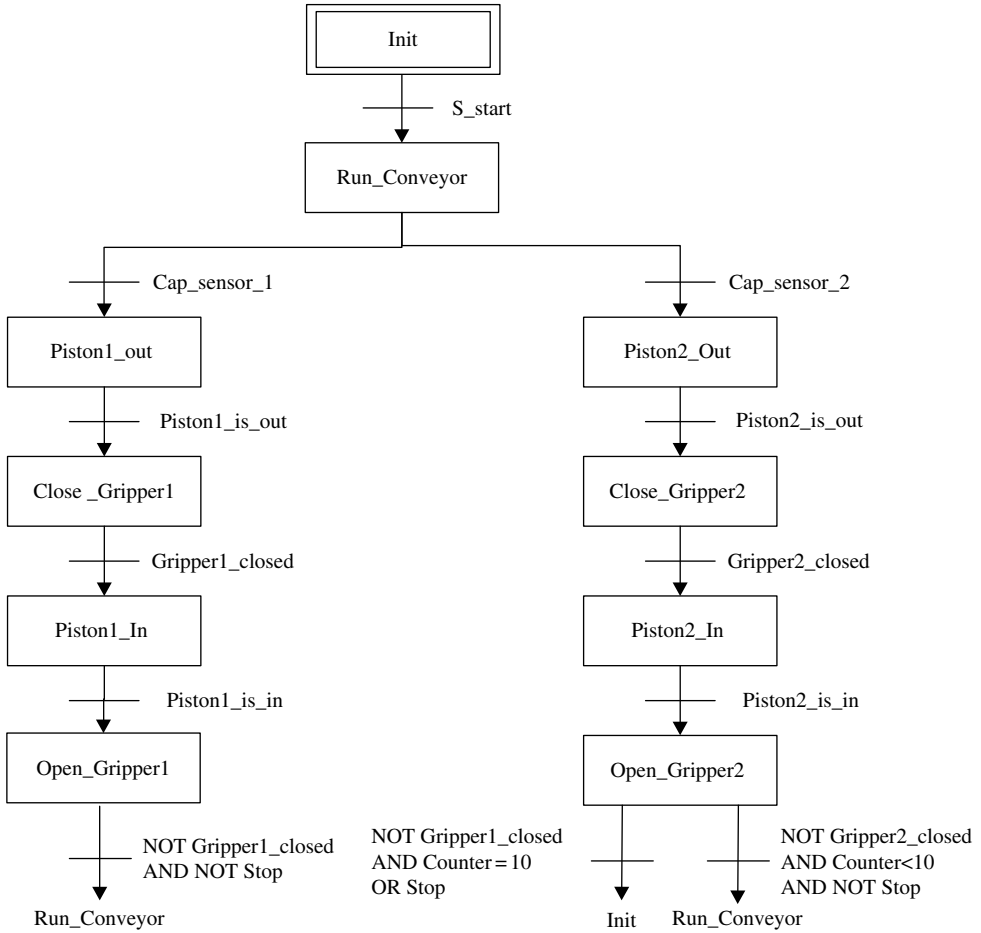 Init
S_start
Run_Conveyor
Cap_sensor_1
Cap_sensor_2
Piston1_out
Piston2_Out
Piston1_is_out
Piston2_is_out
Close _Gripper1
Close_Gripper2
Gripper1_closed
Gripper2_closed
Piston1_In
Piston2_In
Piston1_is_in
Piston2_is_in
Open_Gripper1
Open_Gripper2
NOT Gripper1_closed
AND NOT Stop
NOT Gripper1_closed
AND Counter = 10
OR Stop
NOT Gripper2_closed
AND Counter<10
AND NOT Stop
Run_Conveyor
Init
Run_Conveyor